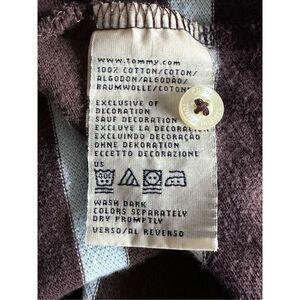 www.tommy.com
100% COTTON/COTON/
ALGODON/ALGODÃO/
BAUMWOLLE/COTONE
EXCLUSIVE OF
DECORATION
SAUF DECORATION
EXCLUYE LA DECORACION
EXCLUINDO DECORAÇÃO
OHNE DEKORATION
ECCETTO DECORAZIONE
US
WASH DARK
COLORS SEPARATELY
DRY PROMPTLY
VERSO/AL REVERSO